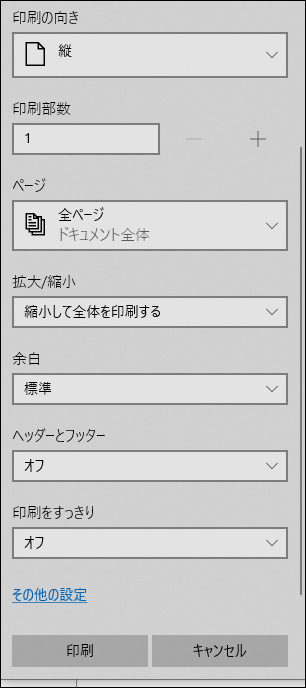 印刷の向き
縦
印刷部数
1
ページ
全ページ
ドキュメント全体
拡大/縮小
縮小して全体を印刷する
余白
標準
ヘッダーとフッター
オフ
印刷をすっきり
オフ
その他の設定
印刷
キャンセル